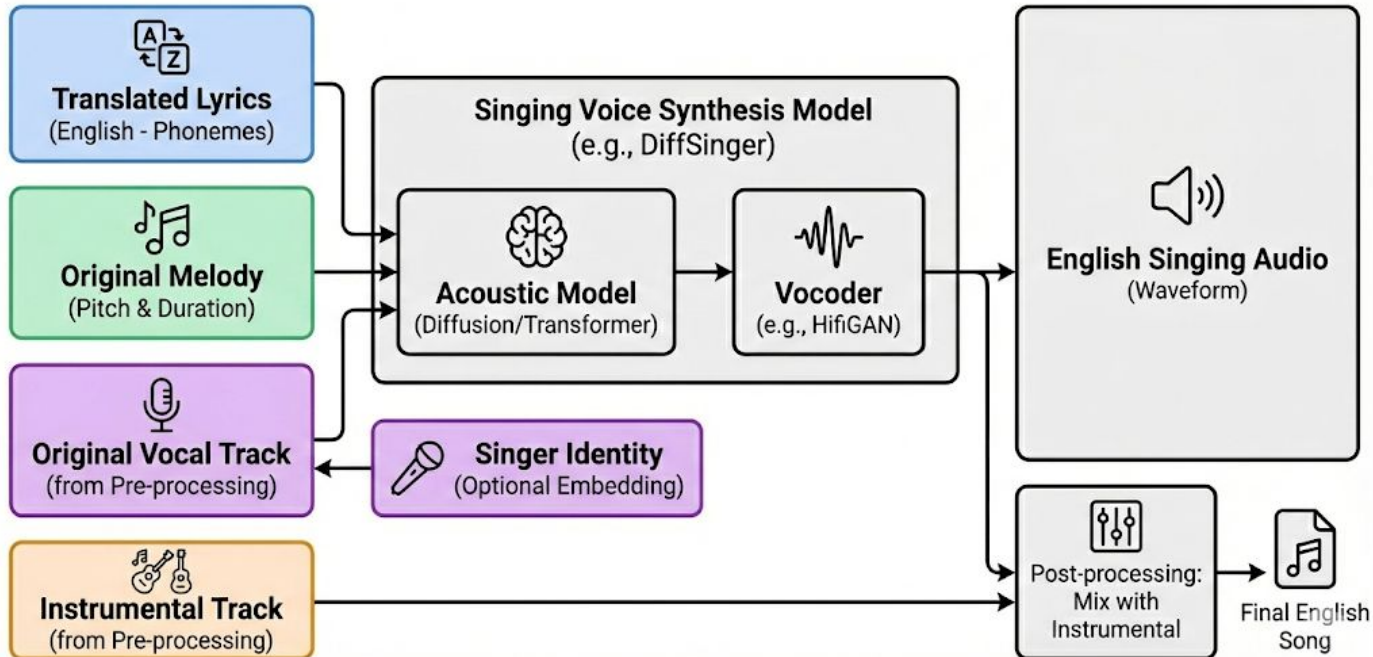 A
Z
Translated Lyrics
(English - Phonemes)
Original Melody
(Pitch & Duration)
Original Vocal Track
(from Pre-processing)
Instrumental Track
(from Pre-processing)
Singing Voice Synthesis Model
(e.g., DiffSinger)
Acoustic Model
(Diffusion/Transformer)
Vocoder
(e.g., HifiGAN)
Singer Identity
(Optional Embedding)
English Singing Audio
(Waveform)
Post-processing:
Mix with
Instrumental
Final English
Song